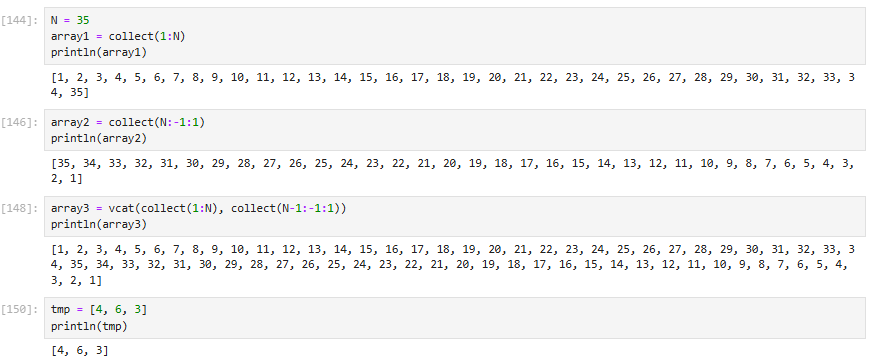 [144]: N = 35
array1 = collect(1:N)
println(array1)
[1, 2, 3, 4, 5, 6, 7, 8, 9, 10, 11, 12, 13, 14, 15, 16, 17, 18, 19, 20, 21, 22, 23, 24, 25, 26, 27, 28, 29, 30, 31, 32, 33, 3
4, 35]
[146]: array2 = collect(N:-1:1)
println(array2)
[35, 34, 33, 32, 31, 30, 29, 28, 27, 26, 25, 24, 23, 22, 21, 20, 19, 18, 17, 16, 15, 14, 13, 12, 11, 10, 9, 8, 7, 6, 5, 4, 3,
2, 1]
[148]: array3 = vcat(collect(1:N), collect(N-1:-1:1))
println(array3)
[1, 2, 3, 4, 5, 6, 7, 8, 9, 10, 11, 12, 13, 14, 15, 16, 17, 18, 19, 20, 21, 22, 23, 24, 25, 26, 27, 28, 29, 30, 31, 32, 33, 3
4, 35, 34, 33, 32, 31, 30, 29, 28, 27, 26, 25, 24, 23, 22, 21, 20, 19, 18, 17, 16, 15, 14, 13, 12, 11, 10, 9, 8, 7, 6, 5, 4,
3, 2, 1]
[150]: tmp = [4, 6, 3]
println(tmp)
[4, 6, 3]